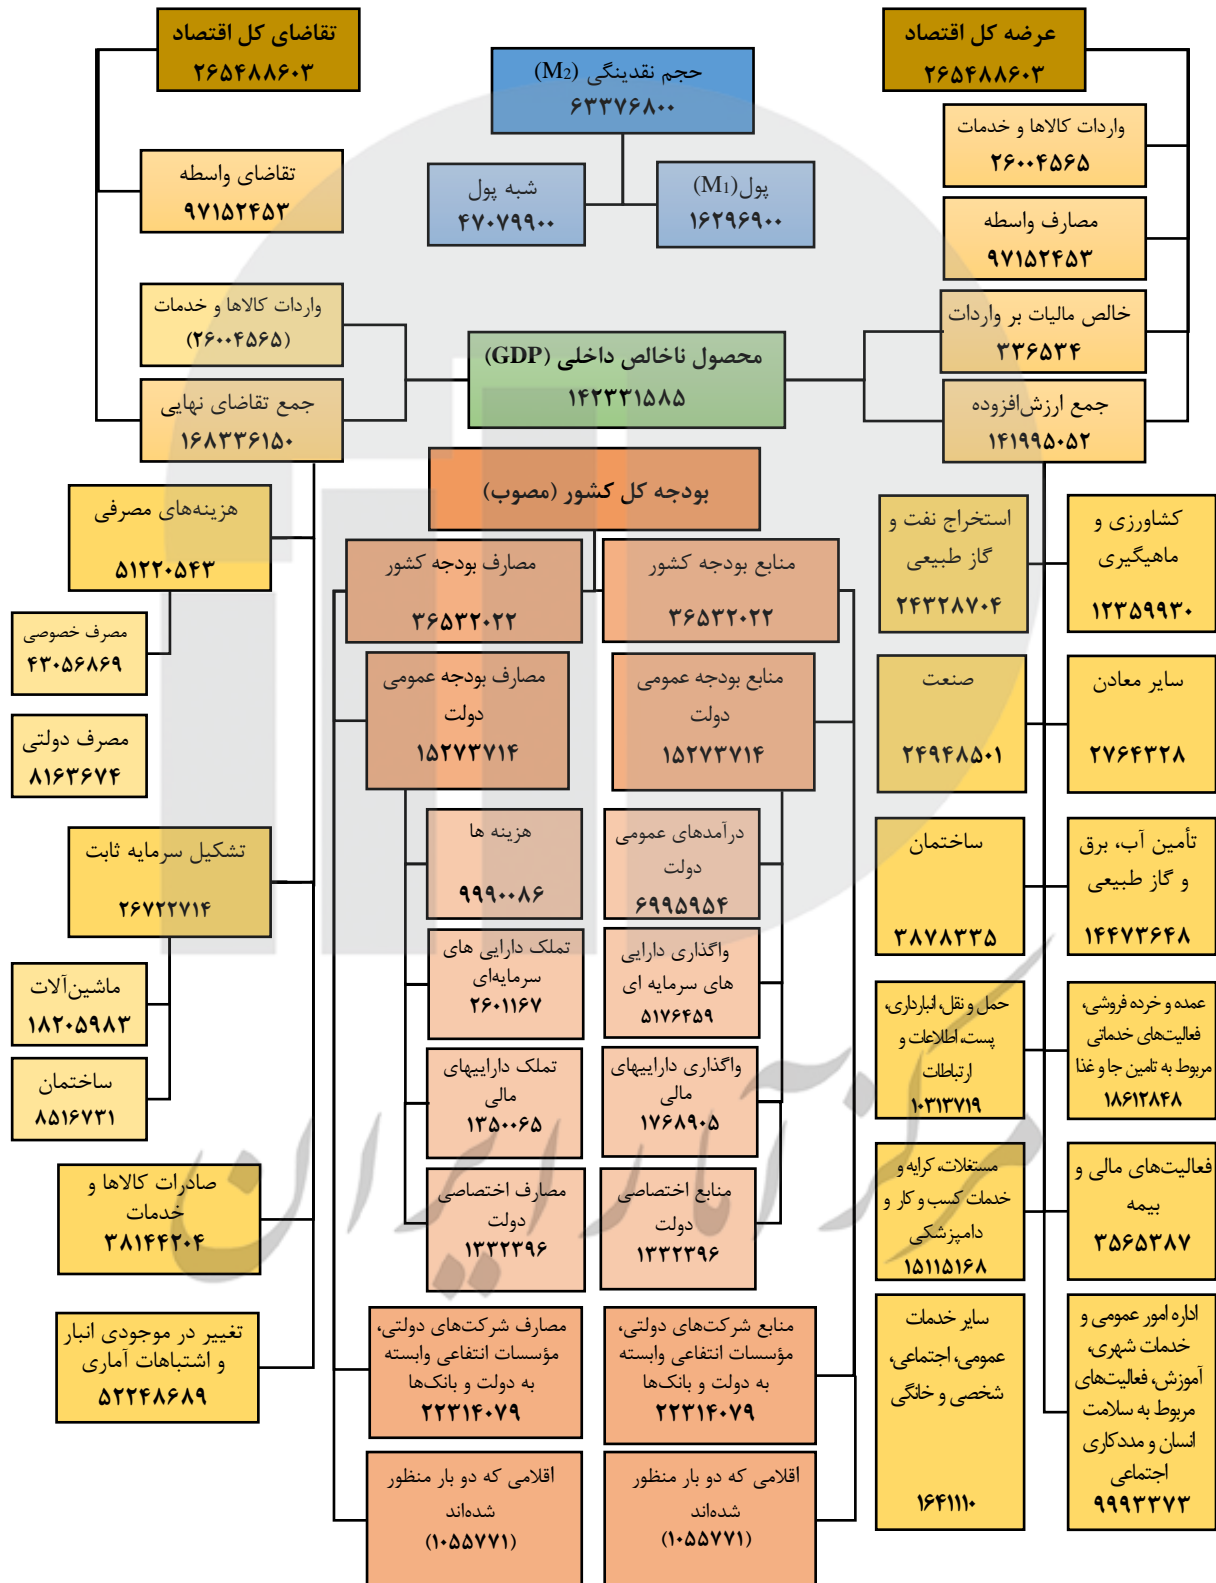 عرضه کل اقتصاد
۲۶۵۴۸۸۶۰۳
واردات کالاها و خدمات
۲۶۰۰۴۵۶۵
مصارف واسطه
۹۷۱۵۲۴۵۳
خالص مالیات بر واردات
۳۳۶۵۳۴
جمع ارزش‌افزوده
۱۴۱۹۹۵۰۵۲
کشاورزی و
ماهیگیری
۱۲۳۵۹۹۳۰
استخراج نفت و
گاز طبیعی
۲۴۳۲۸۷۰۴
سایر معادن
۲۷۶۴۳۲۸
صنعت
۲۴۹۴۸۵۰۱
تأمین آب، برق
و گاز طبیعی
۱۴۴۷۳۶۴۸
ساختمان
۳۸۷۸۳۳۵
عمده و خرده فروشی،
فعالیت‌های خدماتی
مربوط به تامین جا و غذا
۱۸۶۱۲۸۴۸
حمل و نقل، انبارداری،
پست، اطلاعات و
ارتباطات
۱۰۳۱۳۷۱۹
فعالیت‌های مالی و
بیمه
۳۵۶۵۳۸۷
مستغلات، کرایه و
خدمات کسب و کار و
دامپزشکی
۱۵۱۱۵۱۶۸
اداره امور عمومی و
خدمات شهری،
آموزش، فعالیت‌های
مربوط به سلامت
انسان و مددکاری
اجتماعی
۹۹۹۳۳۷۳
سایر خدمات
عمومی، اجتماعی،
شخصی و خانگی
۱۶۴۱۱۱۰
حجم نقدینگی (M2)
۶۳۳۷۶۸۰۰
پول(M1)
۱۶۲۹۶۹۰۰
شبه پول
۴۷۰۷۹۹۰۰
محصول ناخالص داخلی (GDP)
۱۴۲۳۳۱۵۸۵
بودجه کل کشور (مصوب)
منابع بودجه کشور
۳۶۵۳۲۰۲۲
مصارف بودجه کشور
۳۶۵۳۲۰۲۲
منابع بودجه عمومی
دولت
۱۵۲۷۳۷۱۴
مصارف بودجه عمومی
دولت
۱۵۲۷۳۷۱۴
درآمدهای عمومی
دولت
۶۹۹۵۹۵۴
هزینه ها
۹۹۹۰۰۸۶
واگذاری دارایی
های سرمایه ای
۵۱۷۶۴۵۹
تملک دارایی های
سرمایه‌ای
۲۶۰۱۱۶۷
واگذاری داراییهای
مالی
۱۷۶۸۹۰۵
تملک داراییهای
مالی
۱۳۵۰۰۶۵
منابع اختصاصی
دولت
۱۳۳۲۳۹۶
مصارف اختصاصی
دولت
۱۳۳۲۳۹۶
منابع شرکت‌های دولتی،
مؤسسات انتفاعی وابسته
به دولت و بانک‌ها
۲۲۳۱۴۰۷۹
مصارف شرکت‌های دولتی،
مؤسسات انتفاعی وابسته
به دولت و بانک‌ها
۲۲۳۱۴۰۷۹
اقلامی که دو بار منظور
شده‌اند
(۱۰۵۵۷۷۱)
اقلامی که دو بار منظور
شده‌اند
(۱۰۵۵۷۷۱)
تقاضای کل اقتصاد
۲۶۵۴۸۸۶۰۳
تقاضای واسطه
۹۷۱۵۲۴۵۳
واردات کالاها و خدمات
(۲۶۰۰۴۵۶۵)
جمع تقاضای نهایی
۱۶۸۳۳۶۱۵۰
هزینه‌های مصرفی
۵۱۲۲۰۵۴۳
مصرف خصوصی
۴۳۰۵۶۸۶۹
مصرف دولتی
۸۱۶۳۶۷۴
تشکیل سرمایه ثابت
۲۶۷۲۲۷۱۴
ماشین‌آلات
۱۸۲۰۵۹۸۳
ساختمان
۸۵۱۶۷۳۱
صادرات کالاها و
خدمات
۳۸۱۴۴۲۰۴
تغییر در موجودی انبار
و اشتباهات آماری
۵۲۲۴۸۶۸۹
مرکز آمار ایران